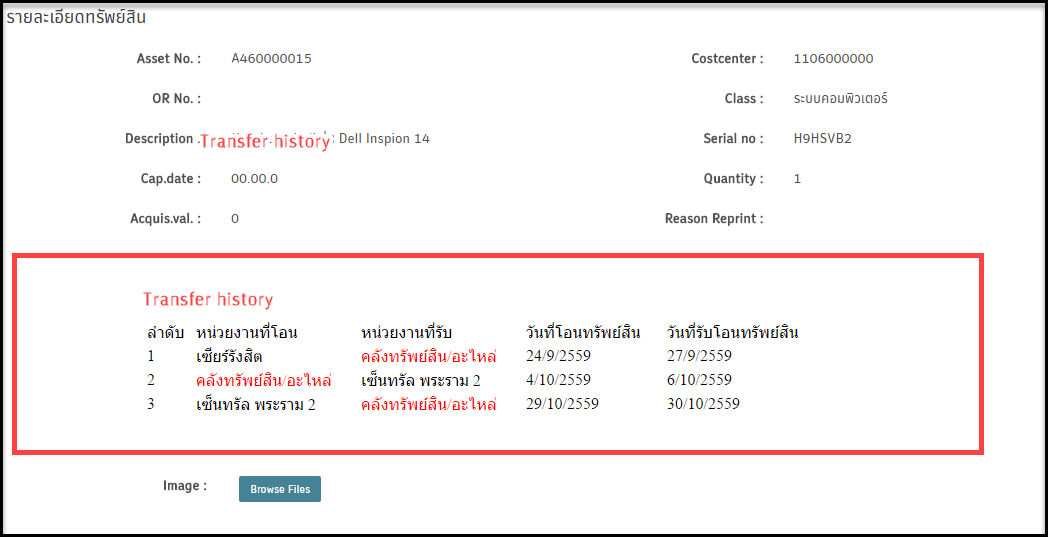 รายละเอียดทรัพย์สิน
Asset No. : A460000015 Costcenter : 1106000000
OR No. : Class : ระบบคอมพิวเตอร์
Description : Transfer history : Dell Inspion 14 Serial no : H9HSVB2
Cap.date : 00.00.0 Quantity : 1
Acquis.val. : 0 Reason Reprint :
Transfer history
ลำดับ หน่วยงานที่โอน หน่วยงานที่รับ วันที่โอนทรัพย์สิน วันที่รับโอนทรัพย์สิน
1 เซียร์รังสิต คลังทรัพย์สิน/อะไหล่ 24/9/2559 27/9/2559
2 คลังทรัพย์สิน/อะไหล่ เซ็นทรัล พระราม 2 4/10/2559 6/10/2559
3 เซ็นทรัล พระราม 2 คลังทรัพย์สิน/อะไหล่ 29/10/2559 30/10/2559
Image : Browse Files